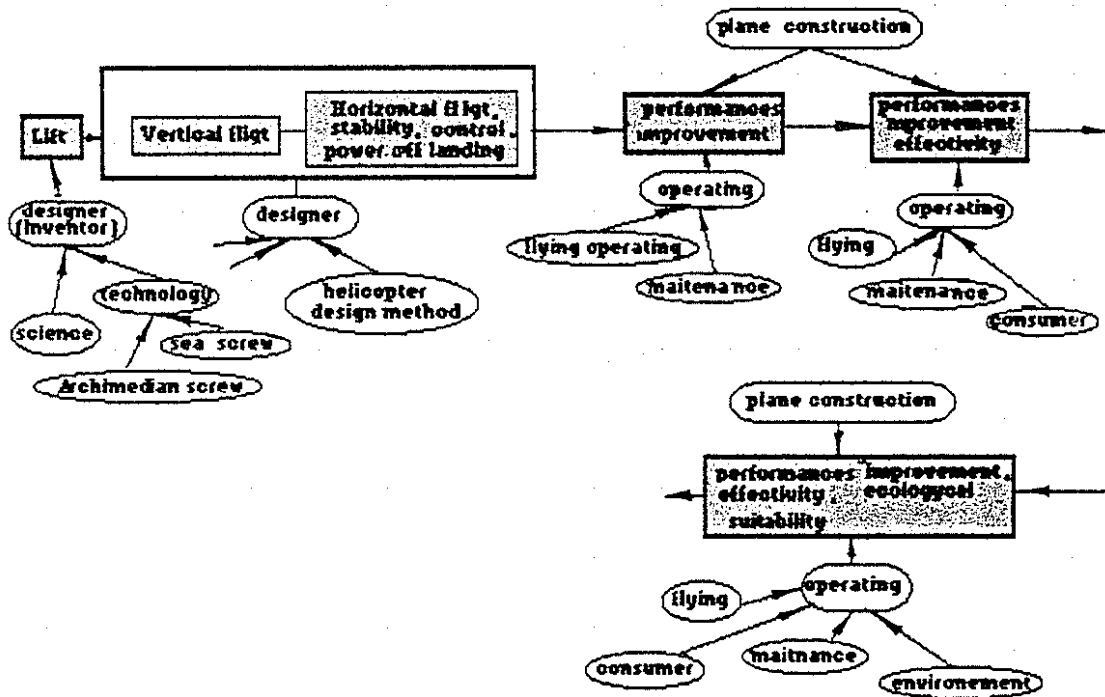 plane construction
Lift
Vertical fligt
Horizontal fligt,
stability, control,
power off landing
performances
improvement
performances
improvement
effectivity
designer
(inventor)
designer
operating
operating
flying operating
maitenance
flying
maitenance
consumer
technology
science
sea screw
Archimedian screw
helicopter
design method
plane construction
performances improvement,
effectivity, ecologycal
suitability
operating
flying
consumer
maitnance
environement